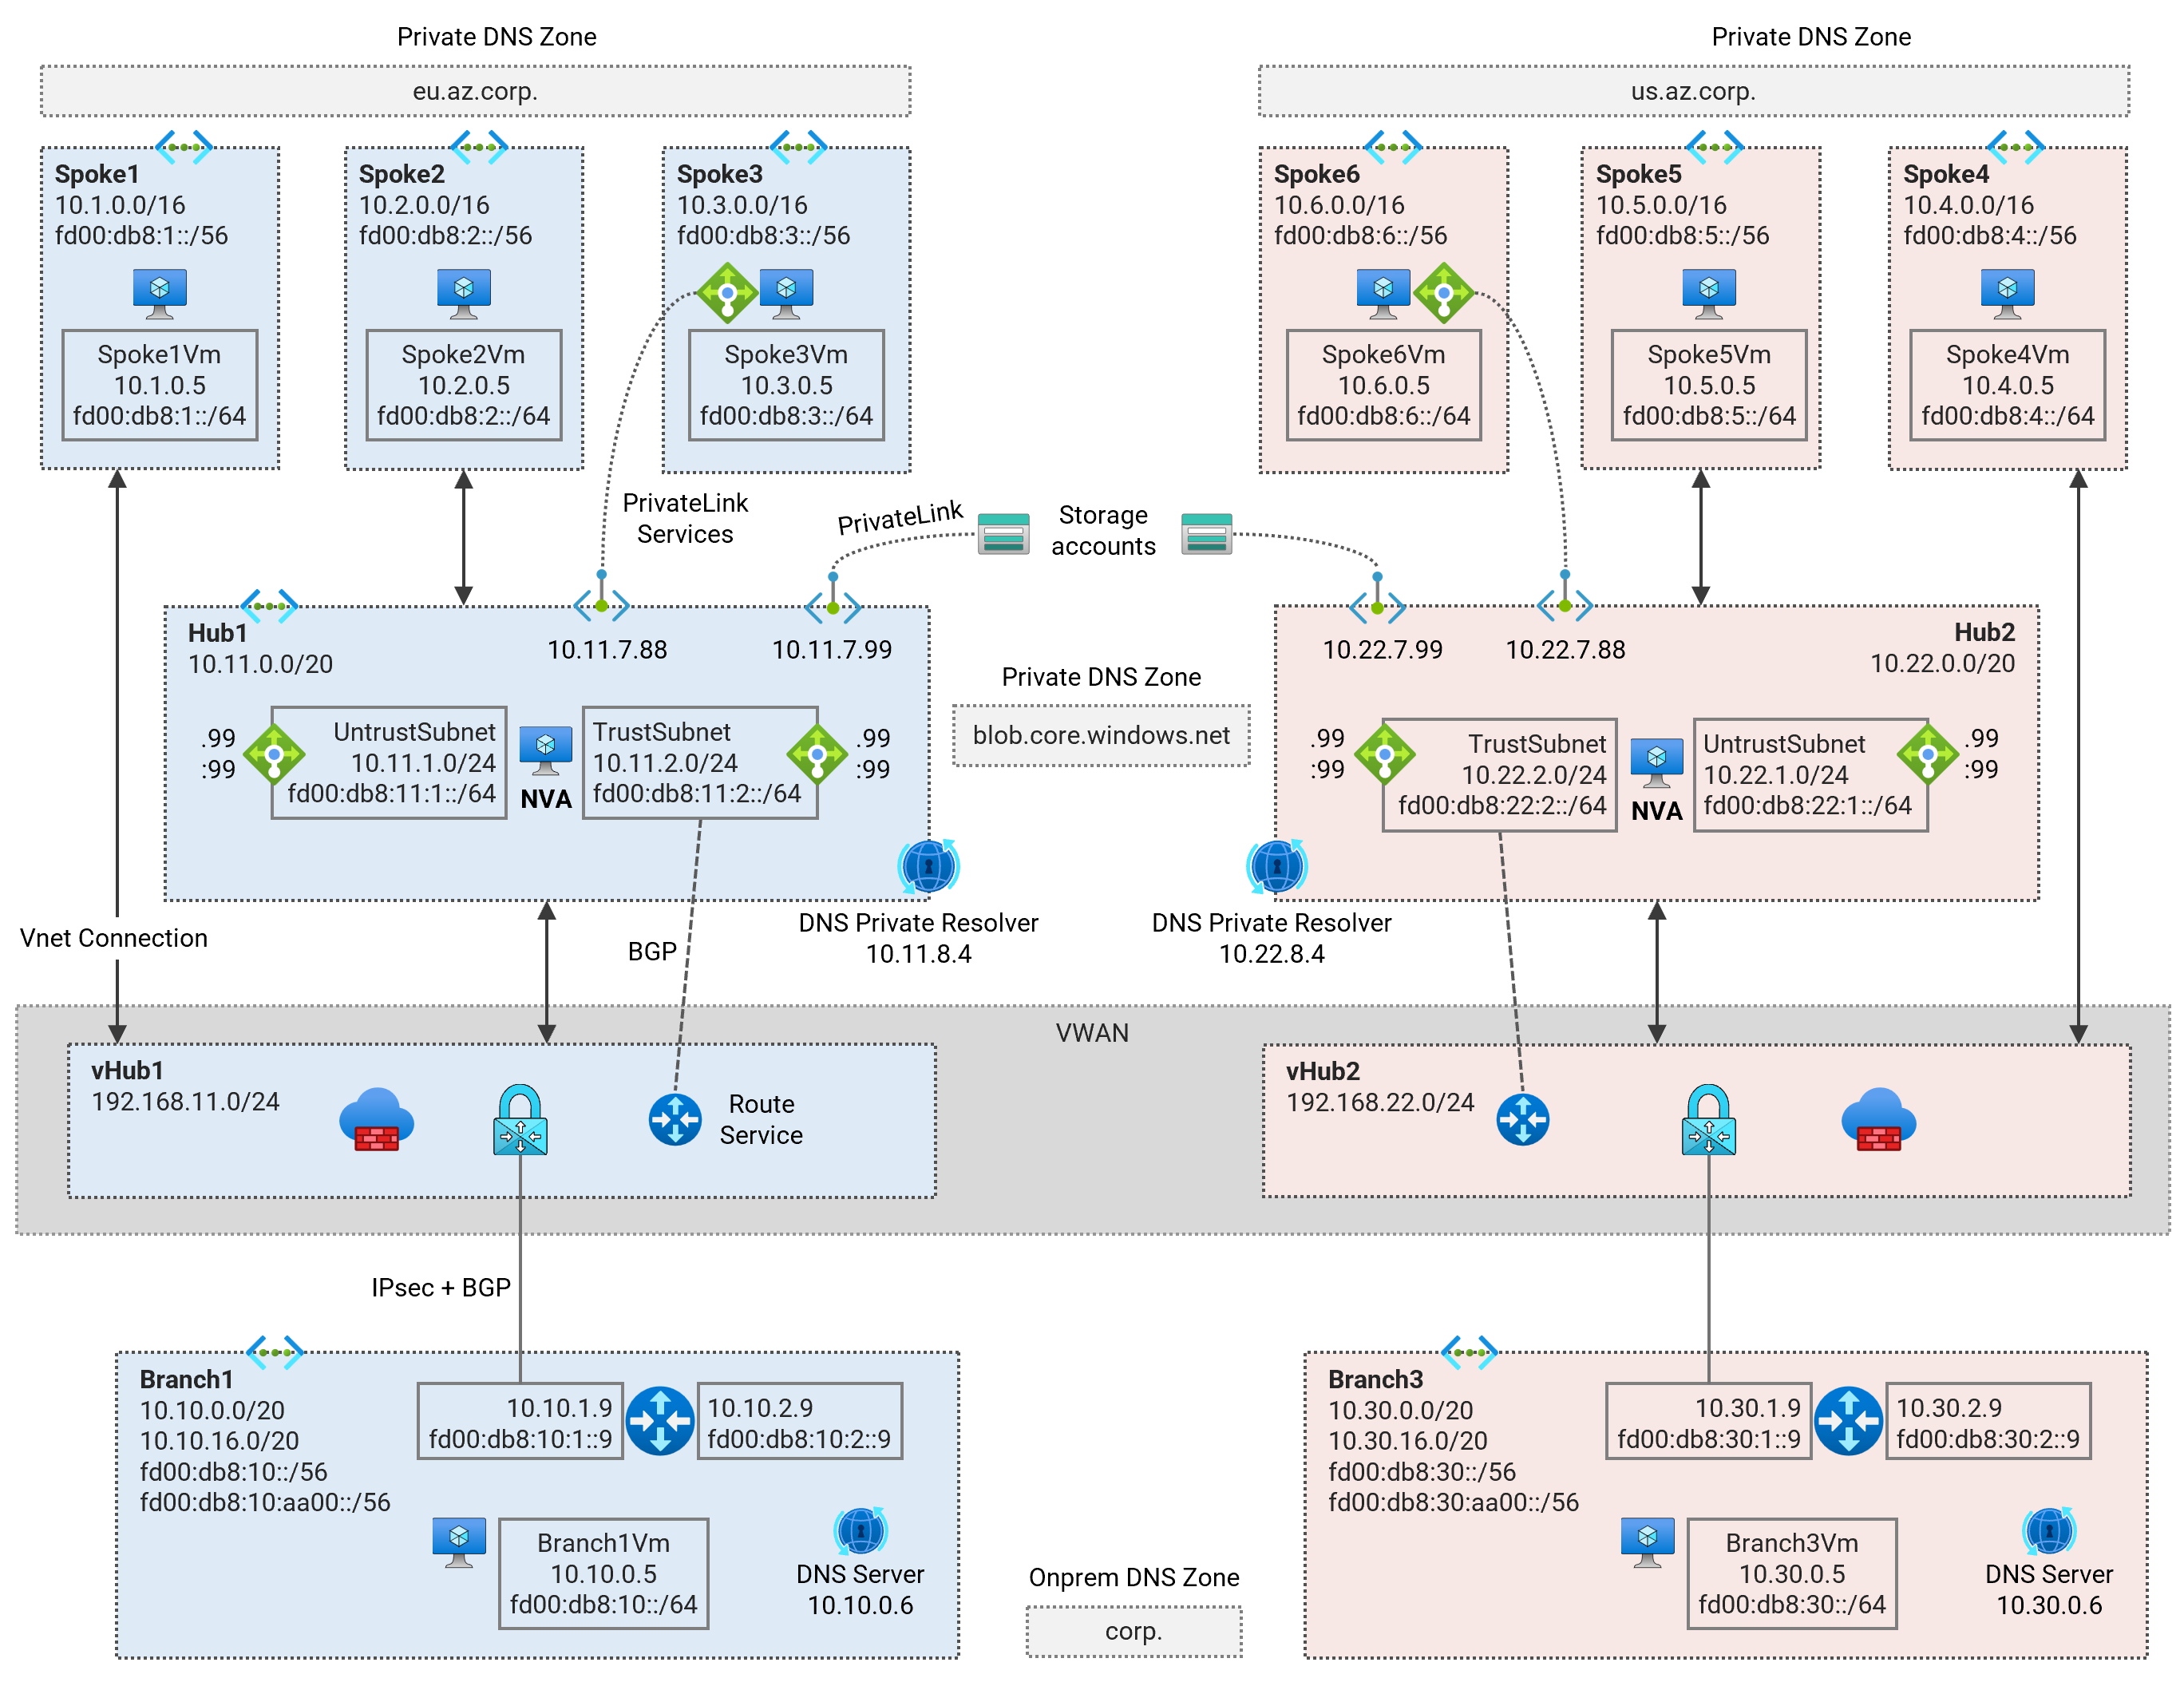 Private DNS Zone
eu.az.corp.
Private DNS Zone
us.az.corp.
Spoke1
10.1.0.0/16
fd00:db8:1::/56
Spoke1Vm
10.1.0.5
fd00:db8:1::/64
Spoke2
10.2.0.0/16
fd00:db8:2::/56
Spoke2Vm
10.2.0.5
fd00:db8:2::/64
Spoke3
10.3.0.0/16
fd00:db8:3::/56
Spoke3Vm
10.3.0.5
fd00:db8:3::/64
Spoke6
10.6.0.0/16
fd00:db8:6::/56
Spoke6Vm
10.6.0.5
fd00:db8:6::/64
Spoke5
10.5.0.0/16
fd00:db8:5::/56
Spoke5Vm
10.5.0.5
fd00:db8:5::/64
Spoke4
10.4.0.0/16
fd00:db8:4::/56
Spoke4Vm
10.4.0.5
fd00:db8:4::/64
PrivateLink
Services
PrivateLink
Storage
accounts
Hub1
10.11.0.0/20
10.11.7.88
10.11.7.99
.99
:99
UntrustSubnet
10.11.1.0/24
fd00:db8:11:1::/64
NVA
TrustSubnet
10.11.2.0/24
fd00:db8:11:2::/64
.99
:99
Private DNS Zone
blob.core.windows.net
10.22.7.99
10.22.7.88
Hub2
10.22.0.0/20
.99
:99
TrustSubnet
10.22.2.0/24
fd00:db8:22:2::/64
NVA
UntrustSubnet
10.22.1.0/24
fd00:db8:22:1::/64
.99
:99
Vnet Connection
BGP
DNS Private Resolver
10.11.8.4
DNS Private Resolver
10.22.8.4
VWAN
vHub1
192.168.11.0/24
Route
Service
vHub2
192.168.22.0/24
IPsec + BGP
Branch1
10.10.0.0/20
10.10.16.0/20
fd00:db8:10::/56
fd00:db8:10:aa00::/56
10.10.1.9
fd00:db8:10:1::9
10.10.2.9
fd00:db8:10:2::9
Branch1Vm
10.10.0.5
fd00:db8:10::/64
DNS Server
10.10.0.6
Onprem DNS Zone
corp.
Branch3
10.30.0.0/20
10.30.16.0/20
fd00:db8:30::/56
fd00:db8:30:aa00::/56
10.30.1.9
fd00:db8:30:1::9
10.30.2.9
fd00:db8:30:2::9
Branch3Vm
10.30.0.5
fd00:db8:30::/64
DNS Server
10.30.0.6